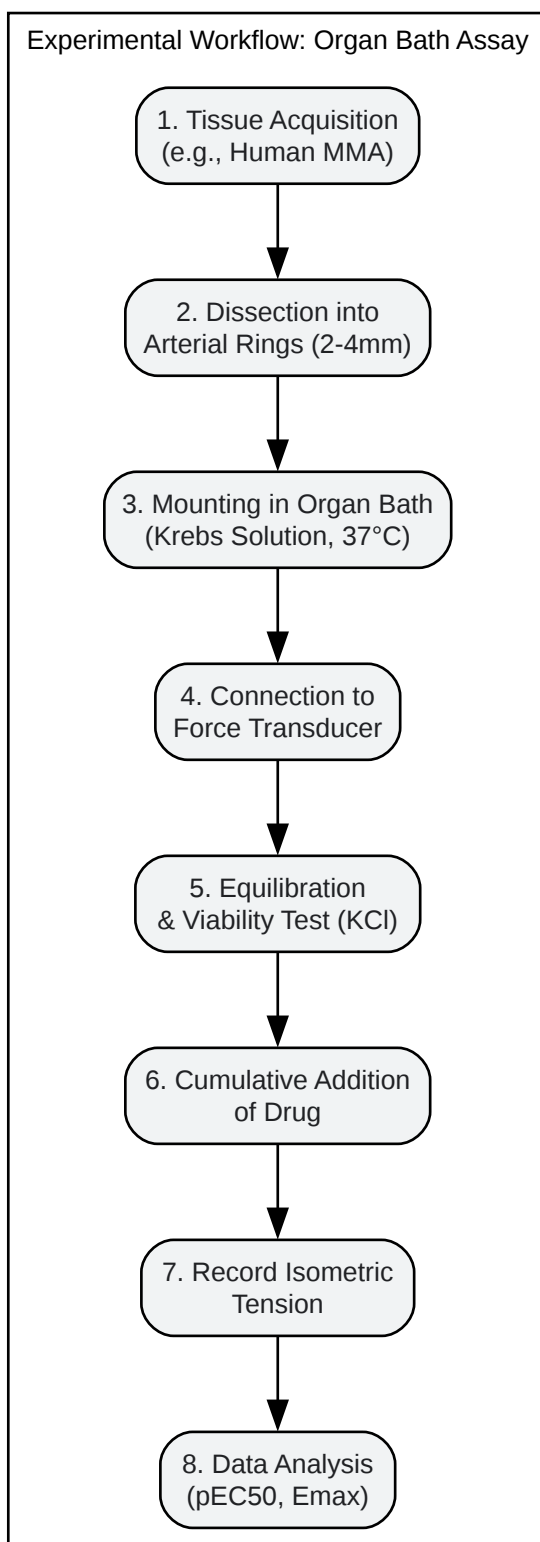 Experimental Workflow: Organ Bath Assay
1. Tissue Acquisition
(e.g., Human MMA)
2. Dissection into
Arterial Rings (2-4mm)
3. Mounting in Organ Bath
(Krebs Solution, 37°C)
4. Connection to
Force Transducer
5. Equilibration
& Viability Test (KCl)
6. Cumulative Addition
of Drug
7. Record Isometric
Tension
8. Data Analysis
(pEC50, Emax)